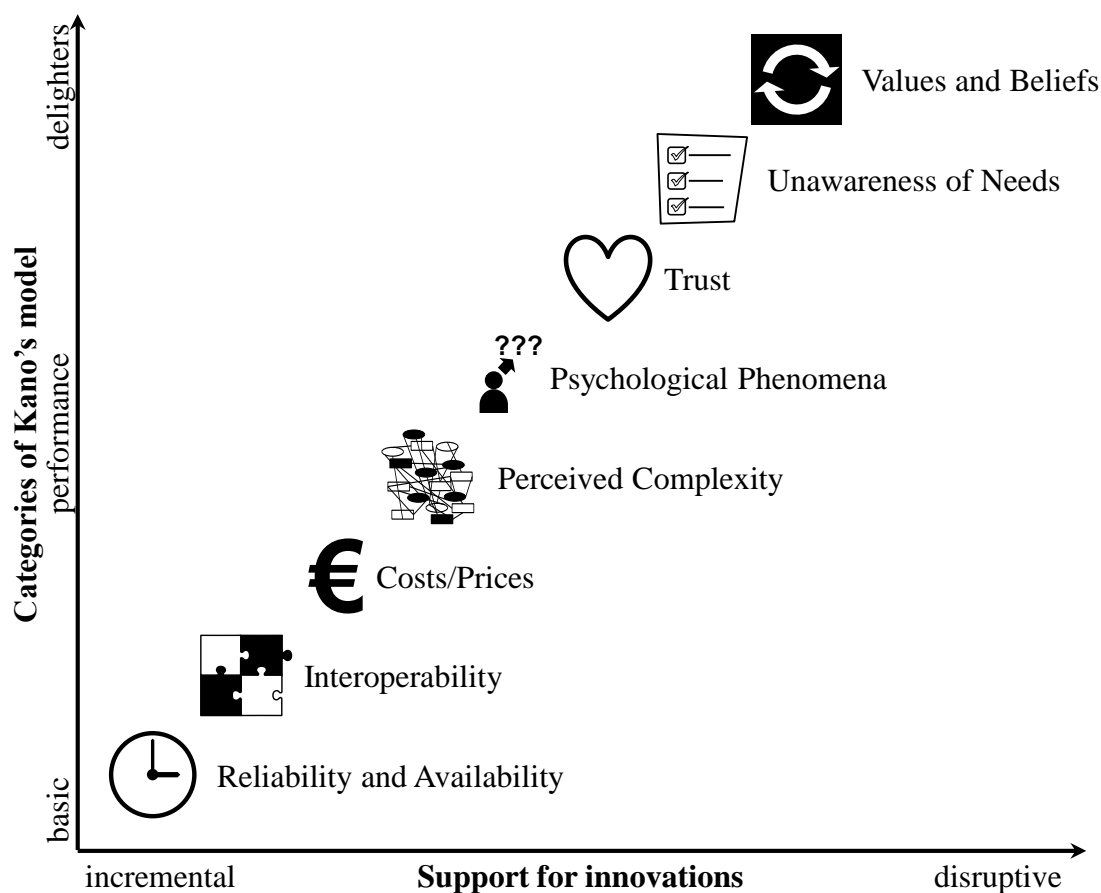 delighters
Values and Beliefs
Unawareness of Needs
Trust
Categories of Kano's model
performance
???
Psychological Phenomena
Perceived Complexity
€
Costs/Prices
Interoperability
basic
Reliability and Availability
incremental
Support for innovations
disruptive